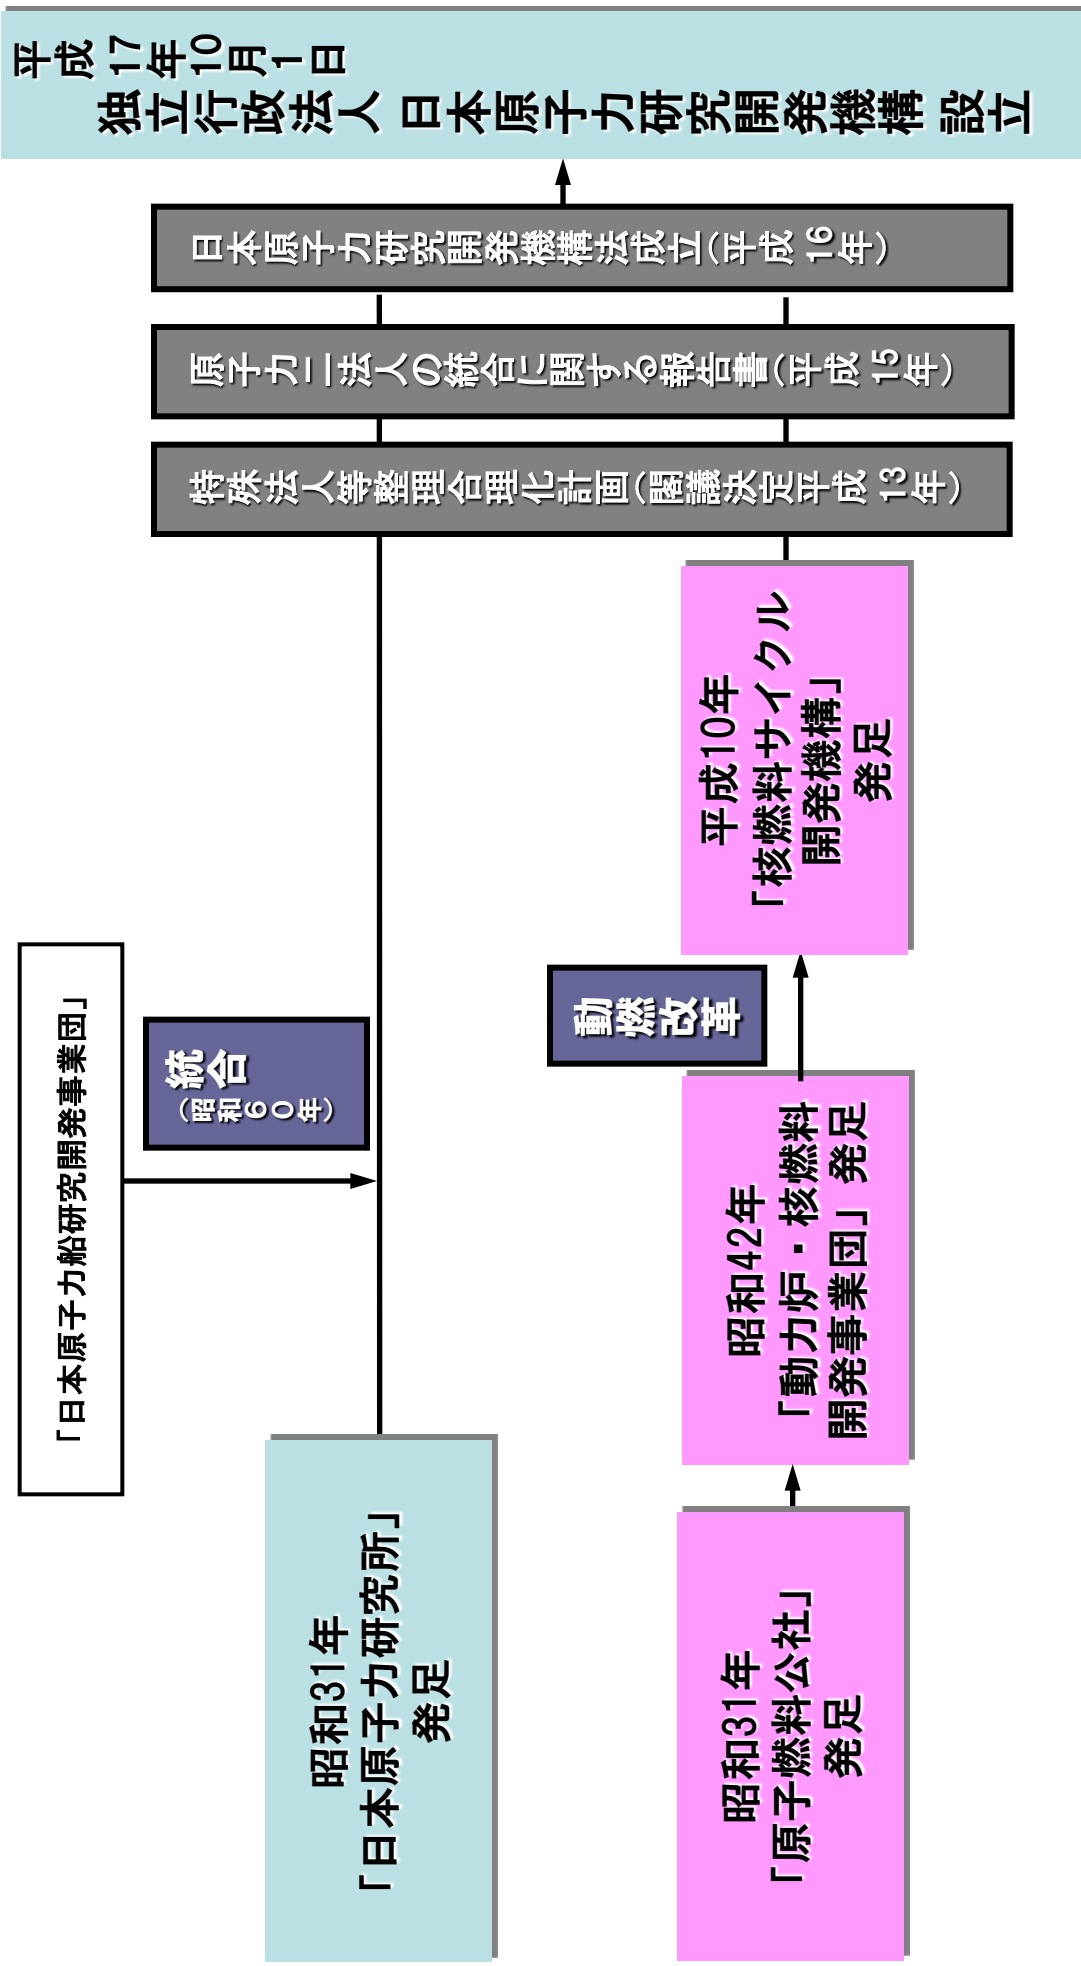 平成17年10月1日
独立行政法人 日本原子力研究開発機構 設立
日本原子力研究開発機構法成立(平成16年)
原子力二法人の統合に関する報告書(平成15年)
特殊法人等整理合理化計画(閣議決定平成13年)
平成10年
「核燃料サイクル
開発機構」
発足
動燃改革
「日本原子力船研究開発事業団」
統合
(昭和60年)
昭和42年
「動力炉・核燃料
開発事業団」発足
昭和31年
「日本原子力研究所」
発足
昭和31年
「原子燃料公社」
発足